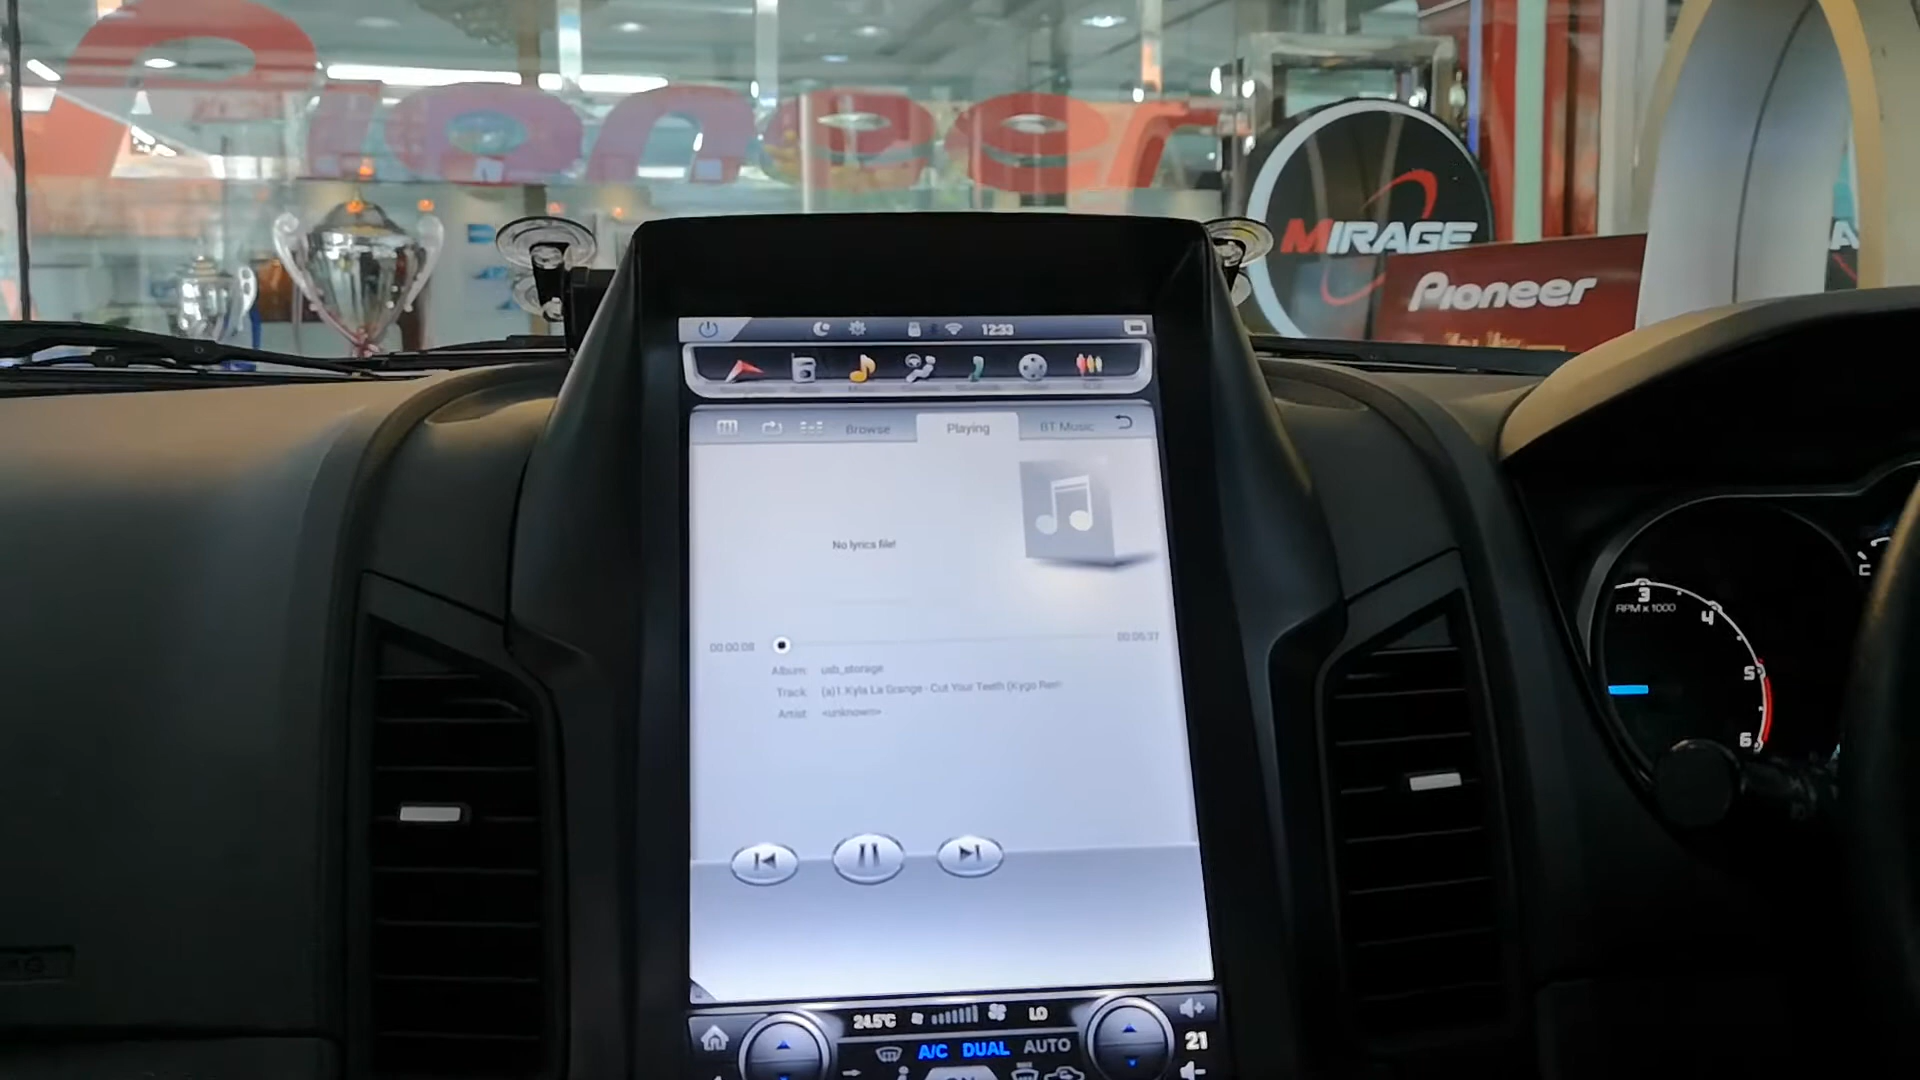 Pioneer
MIRAGE
Pioneer
12:33
Browse
Playing
BT Music
No lyrics file!
00:00:08
00:06:37
Album: usb_storage
Track: (a)1 Kyla La Grange - Cut Your Teeth (Kygo Rem
Artist: <unknown>
24.5°C
LO
A/C DUAL AUTO
21
3
RPM x 1000
4
5
6